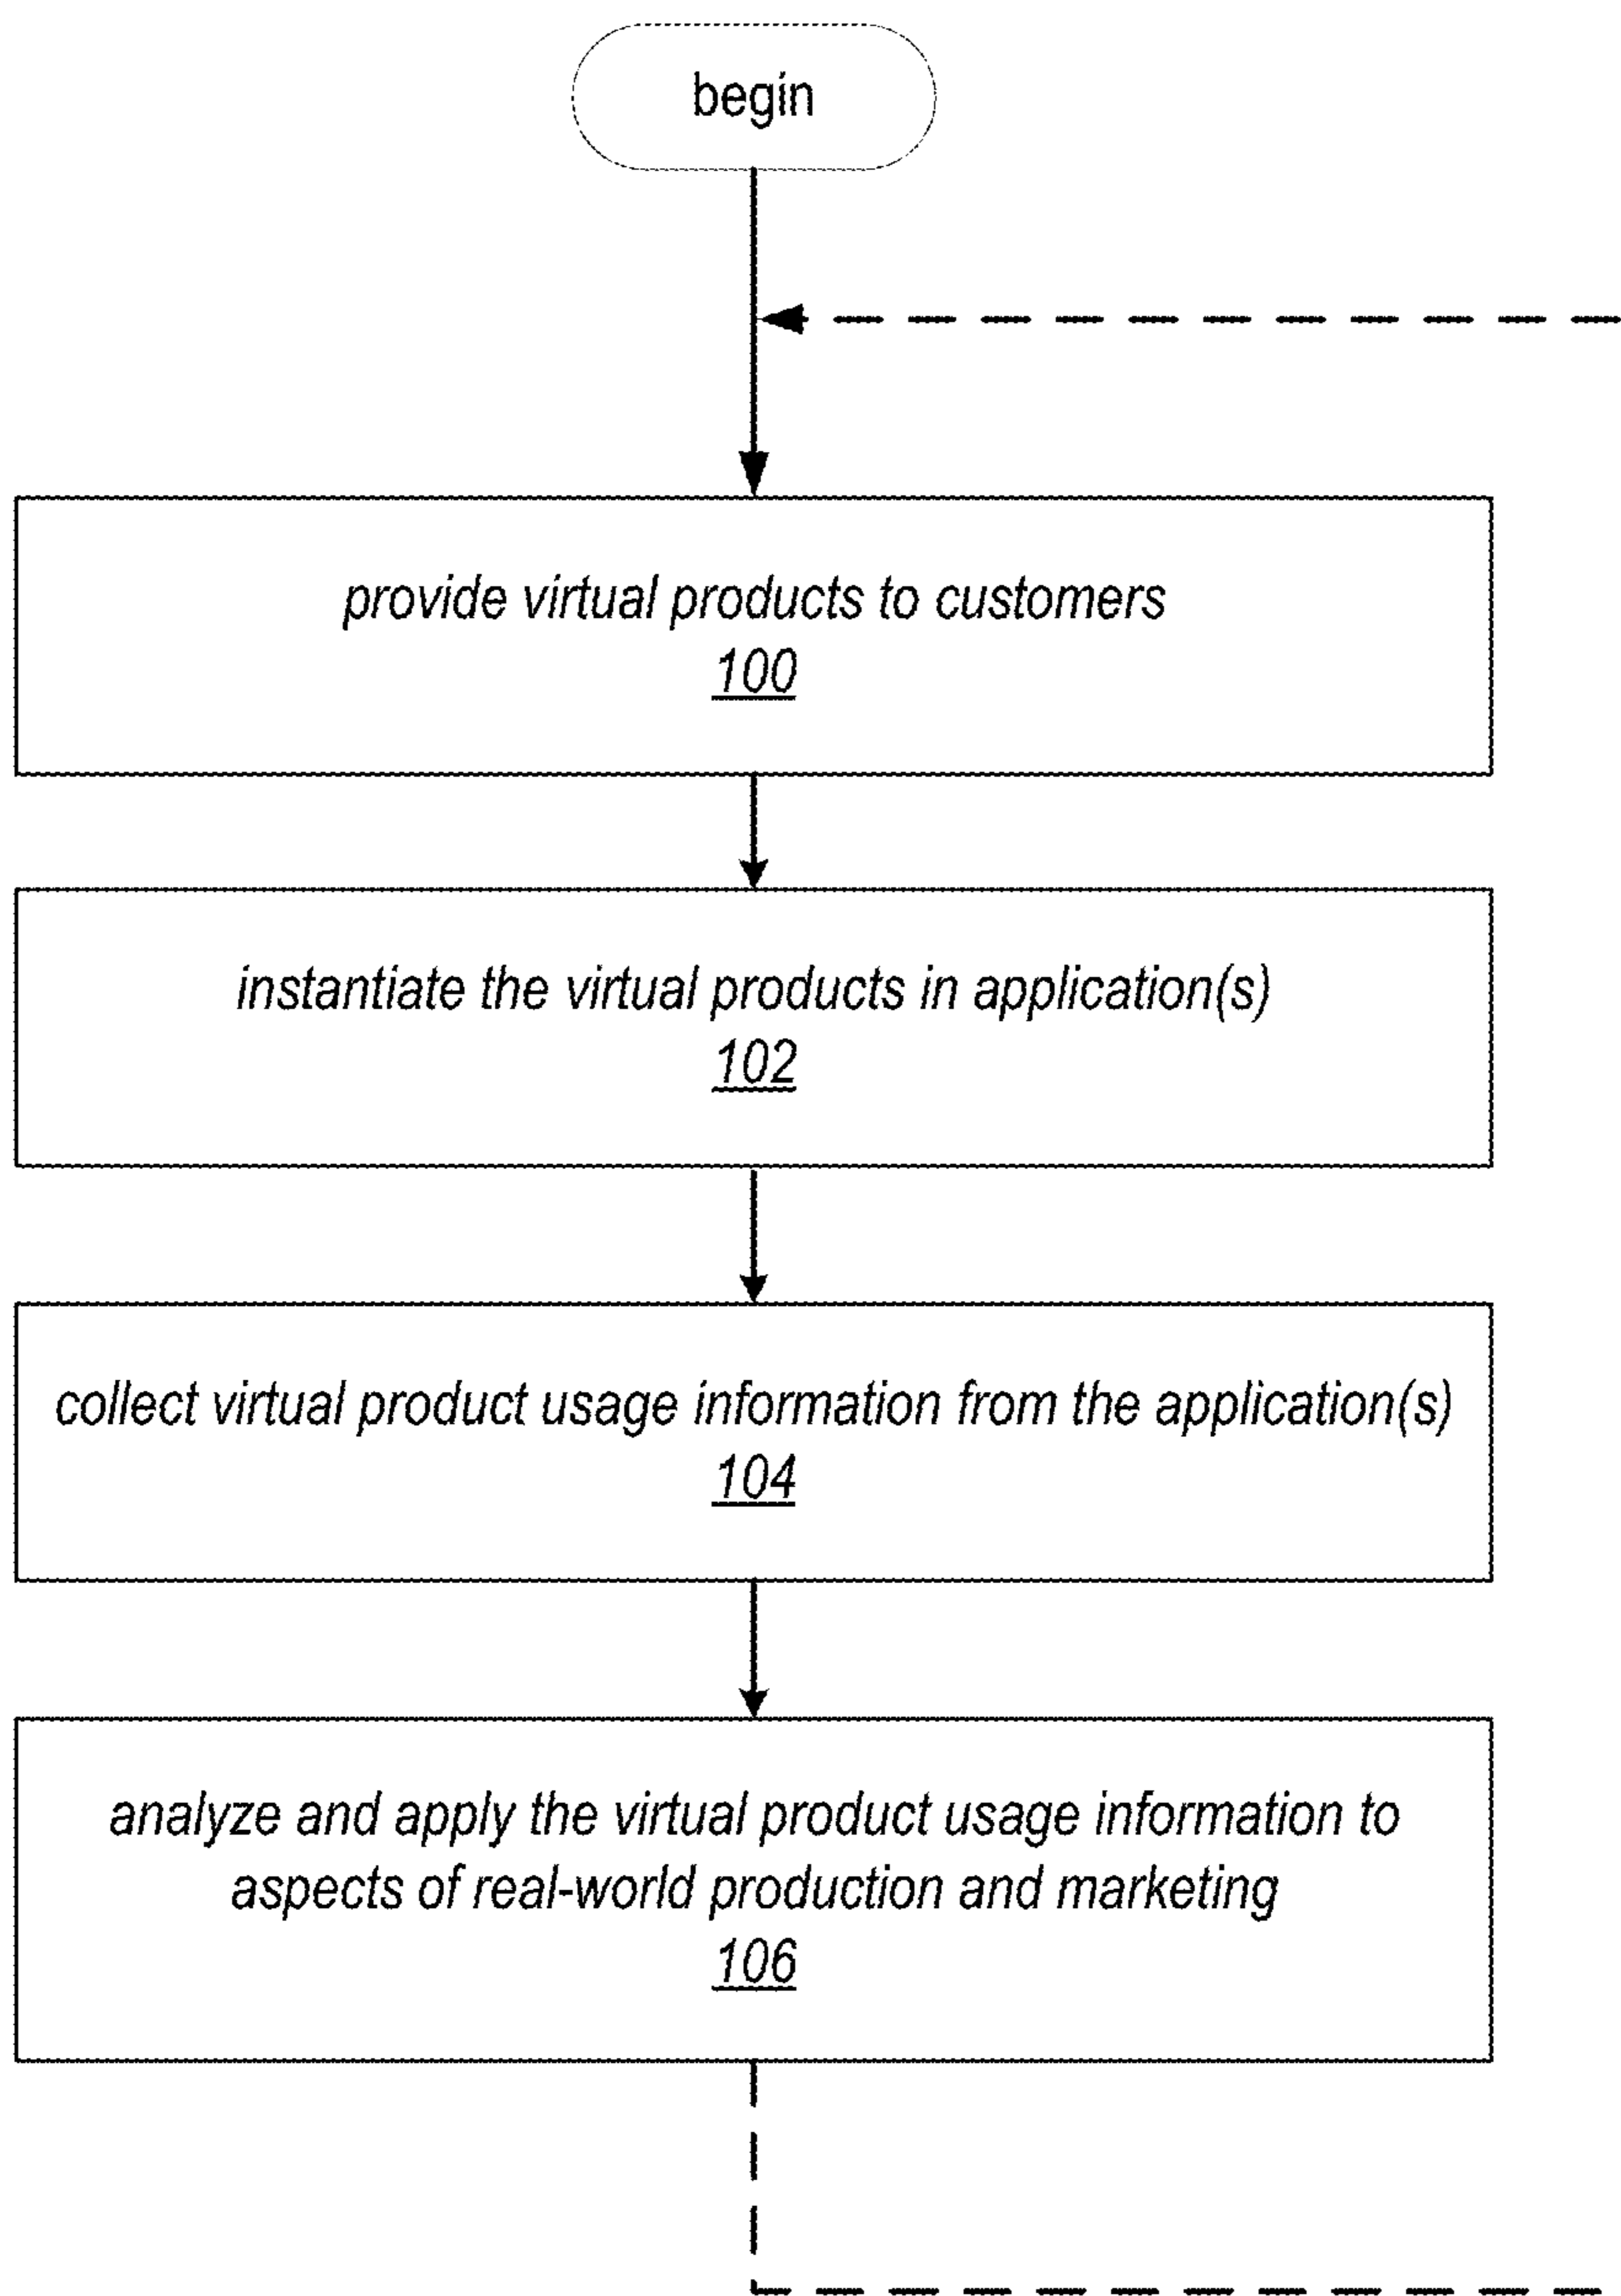 begin
provide virtual products to customers
100
instantiate the virtual products in application(s)
102
collect virtual product usage information from the application(s)
104
analyze and apply the virtual product usage information to
aspects of real-world production and marketing
106